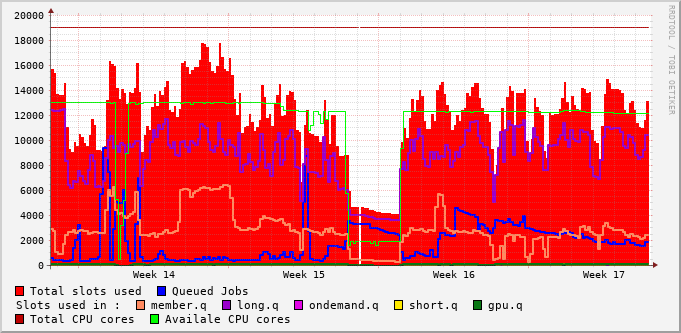 RRDTOOL / TOBI OETIKER
20000
18000
16000
14000
12000
10000
8000
6000
4000
2000
0
Week 14 Week 15 Week 16 Week 17
Total slots used Queued Jobs
Slots used in : member.q long.q ondemand.q short.q gpu.q
Total CPU cores Availale CPU cores